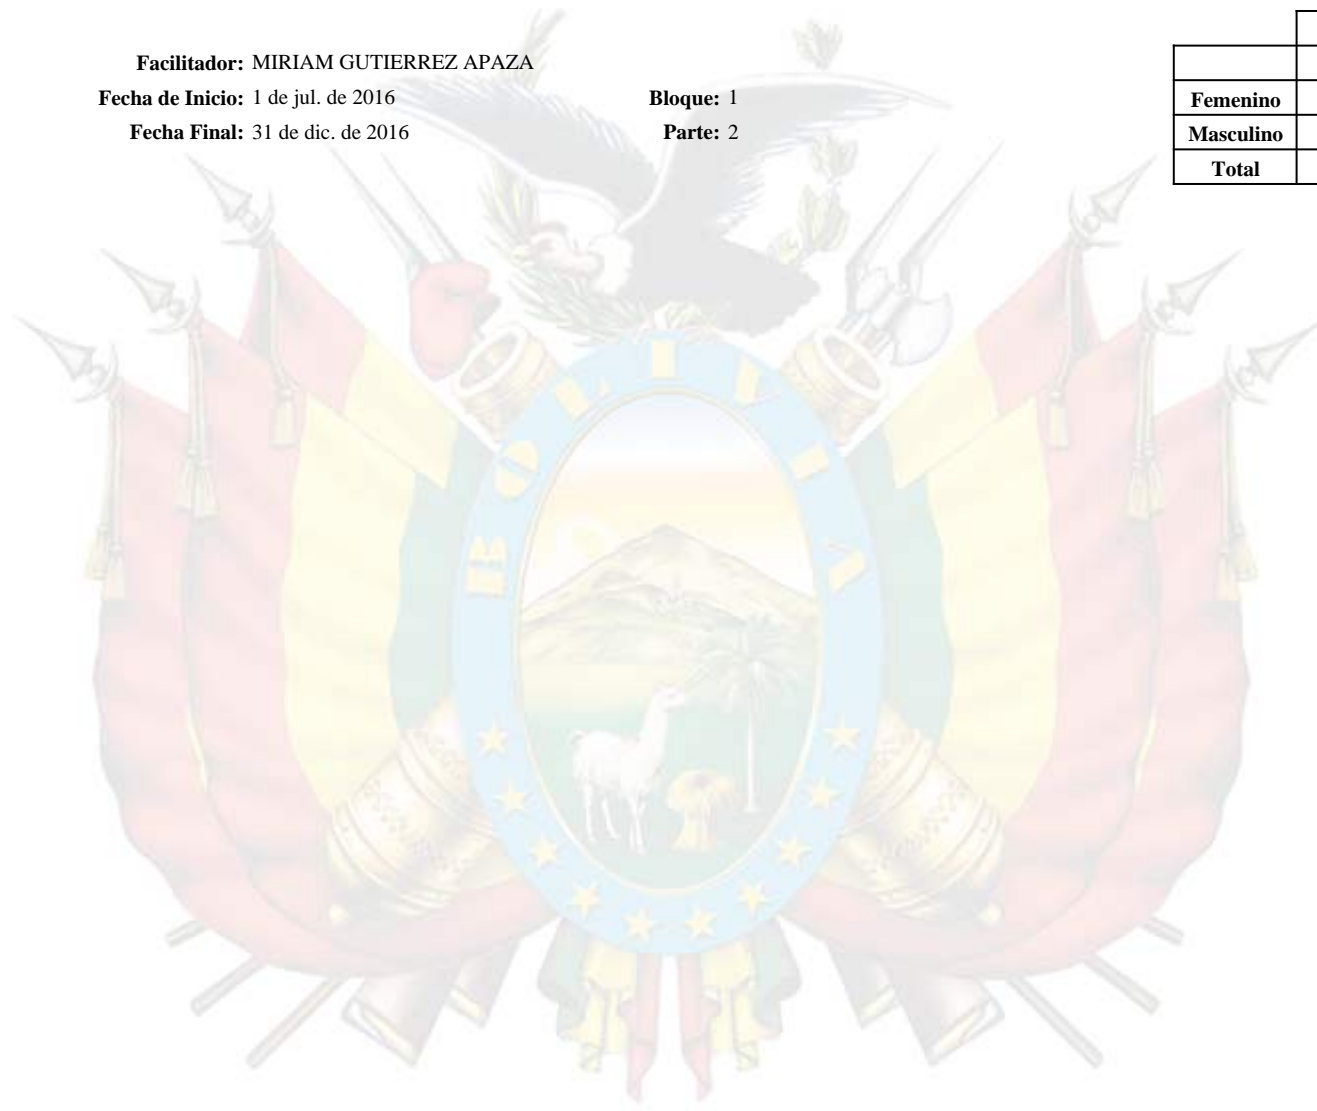 Facilitador: MIRIAM GUTIERREZ APAZA
Fecha de Inicio: 1 de jul. de 2016 Bloque: 1
Fecha Final: 31 de dic. de 2016 Parte: 2
Femenino
Masculino
Total
BOLIVIA